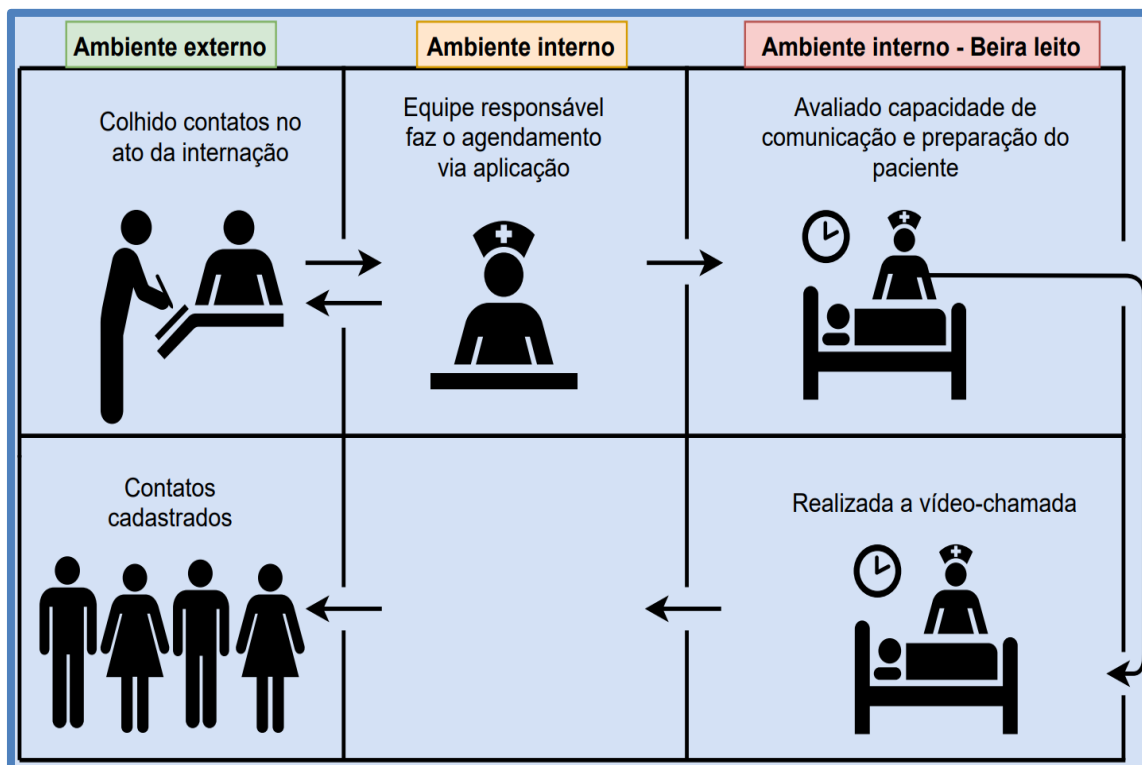 Ambiente externo
Ambiente interno
Ambiente interno - Beira leito
Colhido contatos no
ato da internação
Equipe responsável
faz o agendamento
via aplicação
Avaliado capacidade de
comunicação e preparação do
paciente
Contatos
cadastrados
Realizada a vídeo-chamada